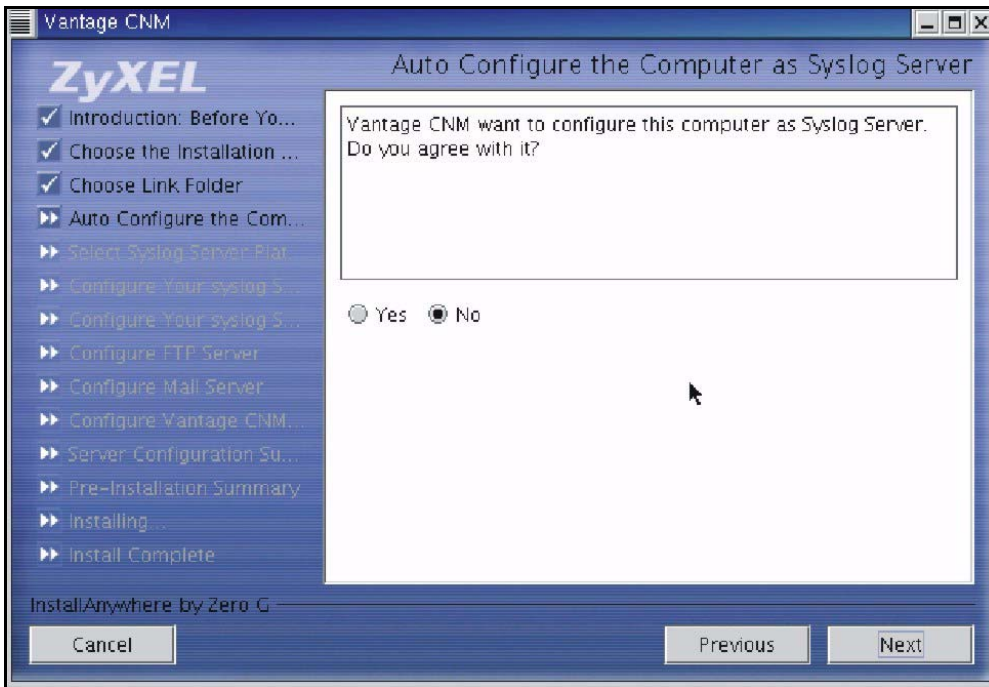 Vantage CNM
ZyXEL
Auto Configure the Computer as Syslog Server
Introduction: Before Yo...
Choose the Installation ...
Choose Link Folder
Auto Configure the Com...
Select Syslog Server Plat...
Configure Your syslog S...
Configure Your syslog S...
Configure FTP Server
Configure Mail Server
Configure Vantage CNM...
Server Configuration Su...
Pre-Installation Summary
Installing...
Install Complete
Vantage CNM want to configure this computer as Syslog Server.
Do you agree with it?
Yes No
InstallAnywhere by Zero G
Cancel Previous Next